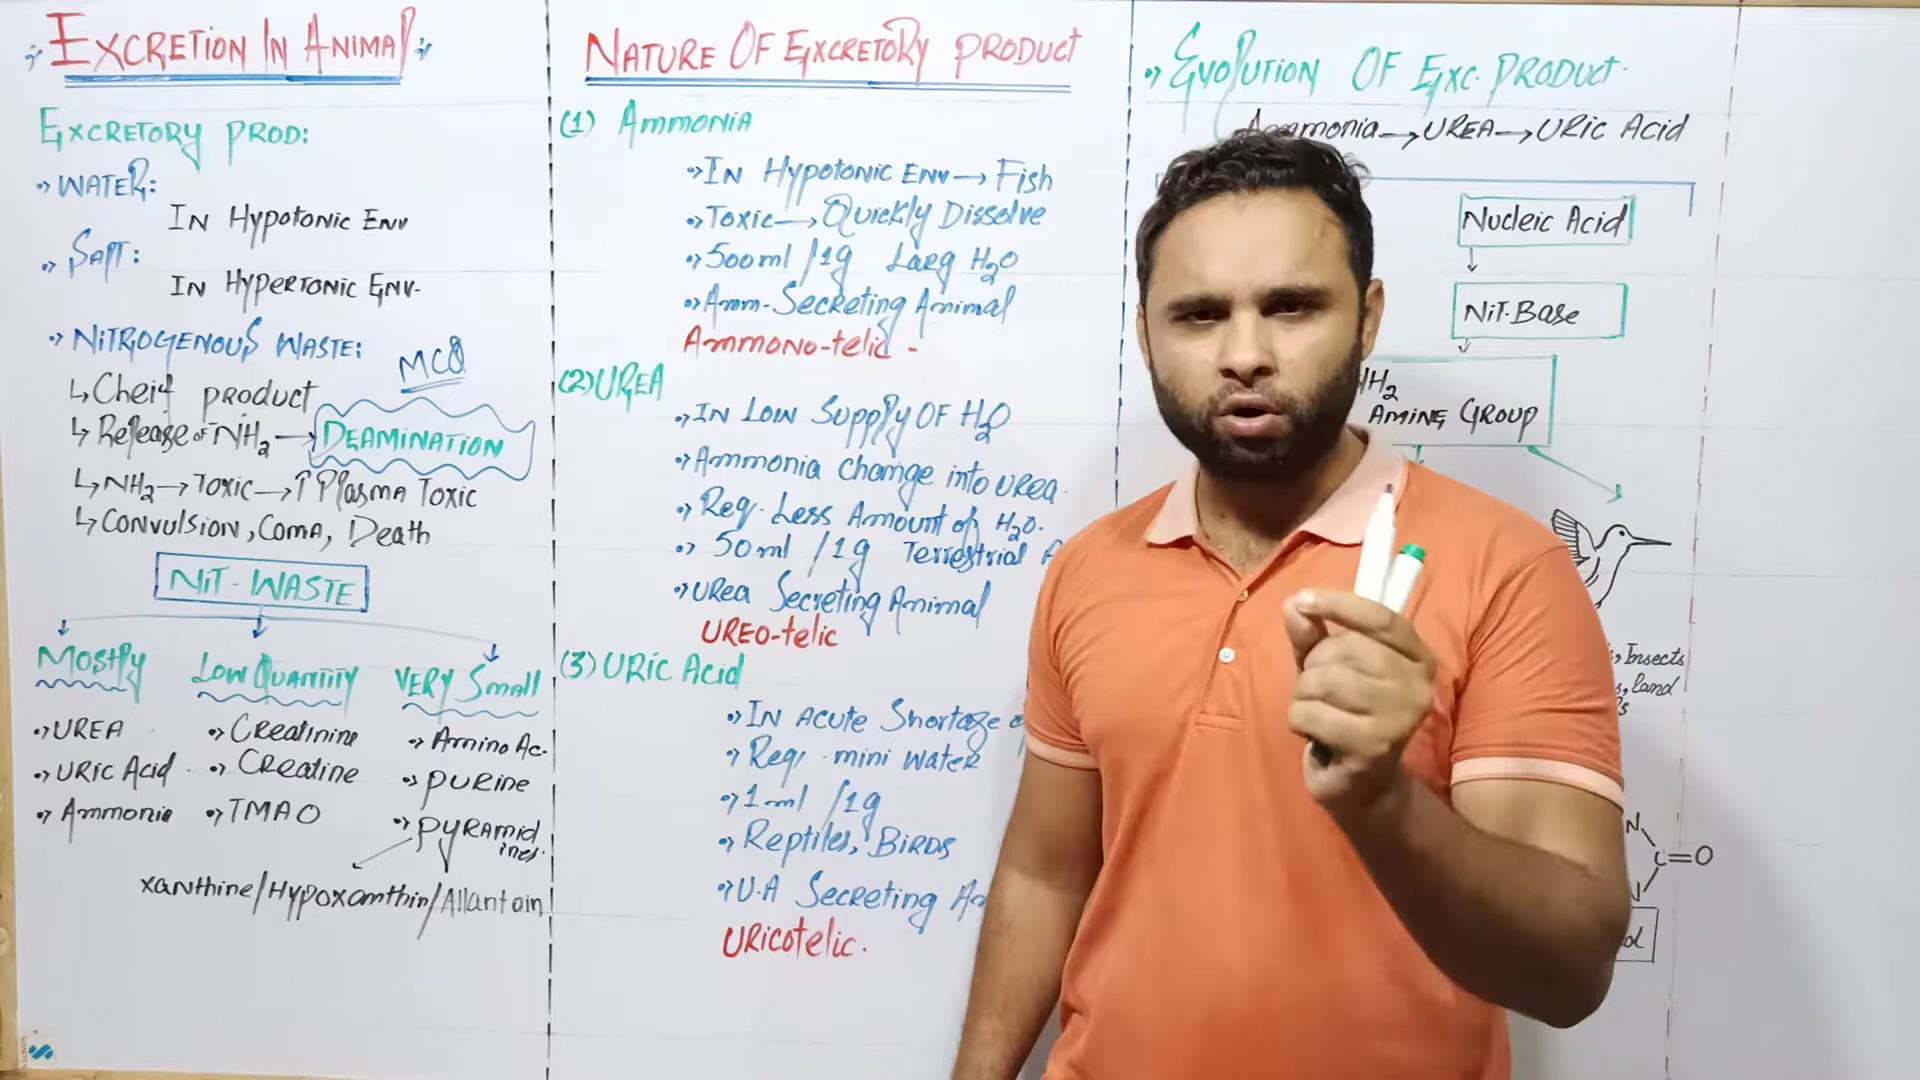 EXCRETION IN ANIMAL
EXCRETORY PROD:
WATER:
IN Hypotonic ENV
SALT:
IN HYPERTONIC ENV.
NITROGENOUS WASTE:
MCQ
Cheif product
Release of NH2 → DEAMINATION
NH2 → Toxic → ↑ Plasma Toxic
CONVULSION, COMA, Death
NIT-WASTE
MOSTLY
LOW QUANTITY
VERY Small
UREA
URIC Acid
Ammonia
Creatinine
Creatine
TMAO
Amino Ac.
PURINE
PYRAMID
ines.
Xanthine/Hypoxanthin/Allantoin
NATURE OF EXCRETORY PRODUCT
(1) Ammonia
IN Hypotonic ENV → Fish
Toxic → Quickly Dissolve
500ml /1g Larg H2O
Amm-Secreting Animal
Ammono-telic -
(2) UREA
IN LOW SUPPLY OF H2O
Ammonia change into urea.
Req. Less Amount of H2O.
50ml /1g Terrestrial
Urea Secreting Animal
UREO-telic
(3) URIC Acid
IN ACUTE Shortage
Req. mini water
1ml /1g
Reptiles, BIRDS
U.A Secreting
URICOTELIC.
EVOLUTION OF EXC. PRODUCT.
Ammonia → UREA → URIC ACID
Nucleic Acid
NIT. Base
NH2
AMINE GROUP
, Insects
, land
N
C=O
N